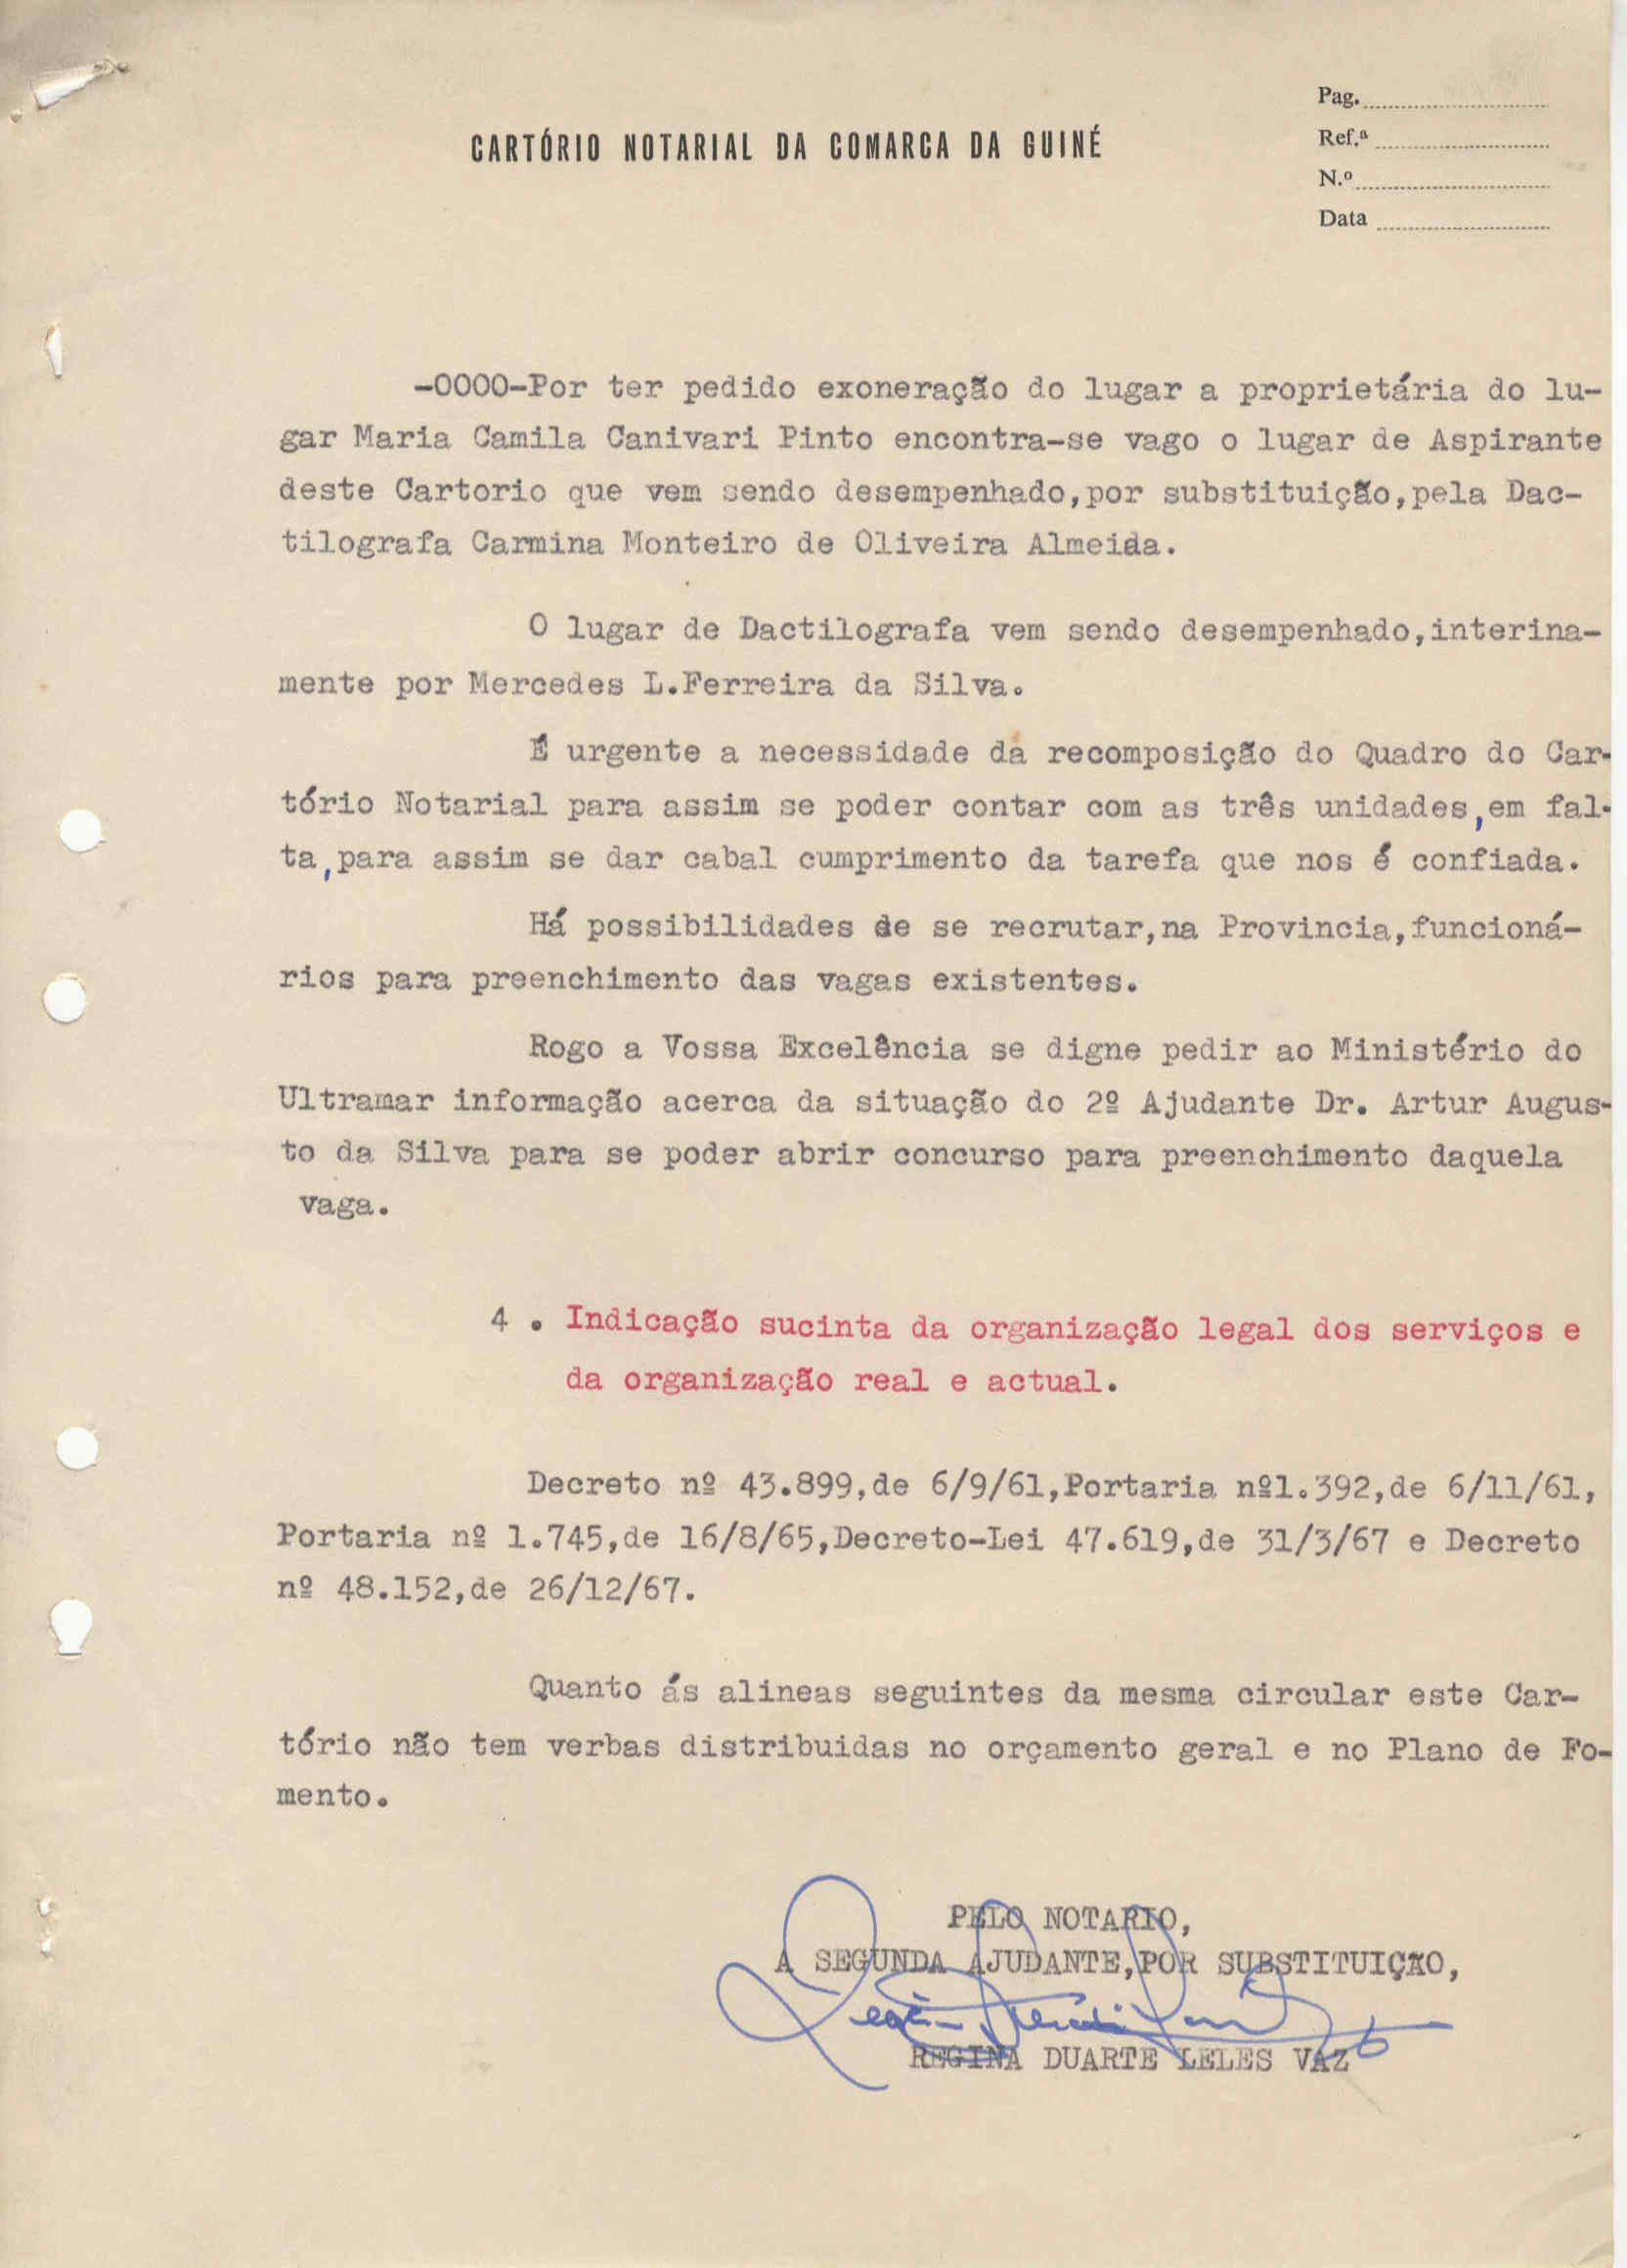 Pag.
CARTÓRIO NOTARIAL DA COMARCA DA GUINÉ
Ref.ª
N.º
Data
-0000-Por ter pedido exoneração do lugar a proprietária do lu-
gar Maria Camila Canivari Pinto encontra-se vago o lugar de Aspirante
deste Cartorio que vem sendo desempenhado,por substituição,pela Dac-
tilografa Carmina Monteiro de Oliveira Almeida.
O lugar de Dactilografa vem sendo desempenhado,interina-
mente por Mercedes L.Ferreira da Silva.
É urgente a necessidade da recomposição do Quadro do Car-
tório Notarial para assim se poder contar com as três unidades,em fal-
ta,para assim se dar cabal cumprimento da tarefa que nos é confiada.
Há possibilidades de se recrutar,na Provincia,funcioná-
rios para preenchimento das vagas existentes.
Rogo a Vossa Excelência se digne pedir ao Ministério do
Ultramar informação acerca da situação do 2º Ajudante Dr. Artur Augus-
to da Silva para se poder abrir concurso para preenchimento daquela
vaga.
4 . Indicação sucinta da organização legal dos serviços e
da organização real e actual.
Decreto nº 43.899,de 6/9/61,Portaria nº1.392,de 6/11/61,
Portaria nº 1.745,de 16/8/65,Decreto-Lei 47.619,de 31/3/67 e Decreto
nº 48.152,de 26/12/67.
Quanto ás alineas seguintes da mesma circular este Car-
tório não tem verbas distribuidas no orçamento geral e no Plano de Fo-
mento.
PELO NOTARIO,
A SEGUNDA AJUDANTE,POR SUBSTITUIÇÃO,
REGINA DUARTE LELES VAZ